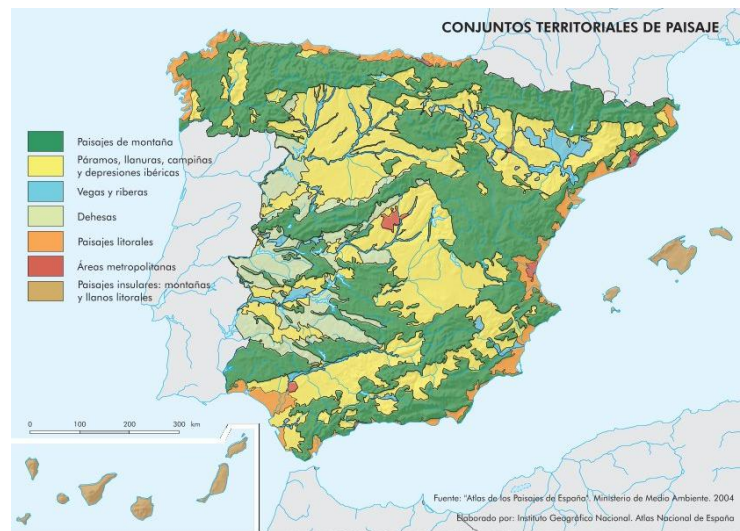 CONJUNTOS TERRITORIALES DE PAISAJE
Paisajes de montaña
Páramos, llanuras, campiñas
y depresiones ibéricas
Vegas y riberas
Dehesas
Paisajes litorales
Áreas metropolitanas
Paisajes insulares: montañas
y llanos litorales
0 100 200 300 km
Fuente: "Atlas de los Paisajes de España". Ministerio de Medio Ambiente. 2004
Elaborado por: Instituto Geográfico Nacional. Atlas Nacional de España